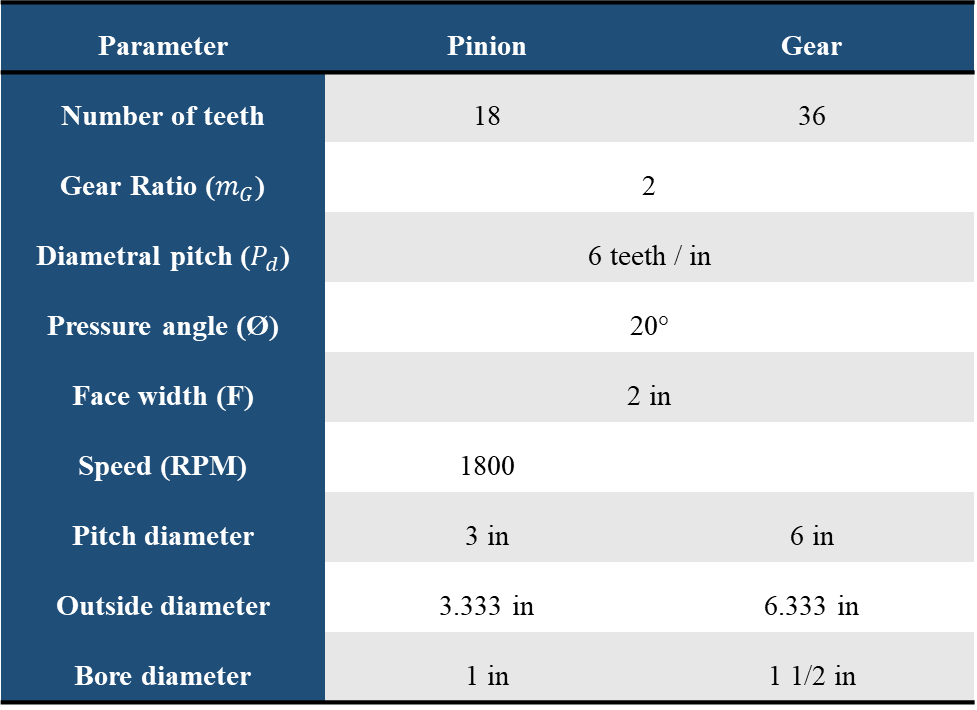 Parameter Pinion Gear
Number of teeth 18 36
Gear Ratio (𝑚𝐺) 2
Diametral pitch (𝑃𝑑) 6 teeth / in
Pressure angle (Ø) 20°
Face width (F) 2 in
Speed (RPM) 1800
Pitch diameter 3 in 6 in
Outside diameter 3.333 in 6.333 in
Bore diameter 1 in 1 1/2 in